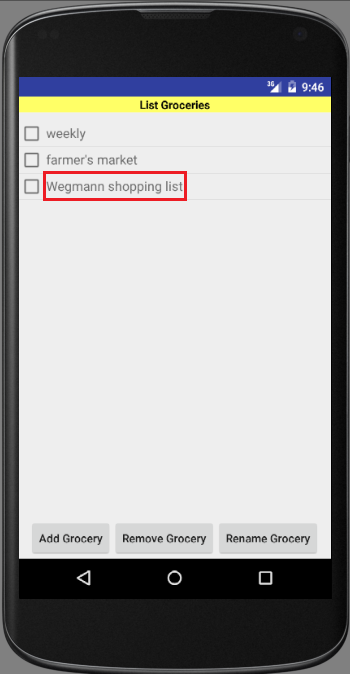 3G 9:46
List Groceries
weekly
farmer's market
Wegmann shopping list
Add Grocery Remove Grocery Rename Grocery